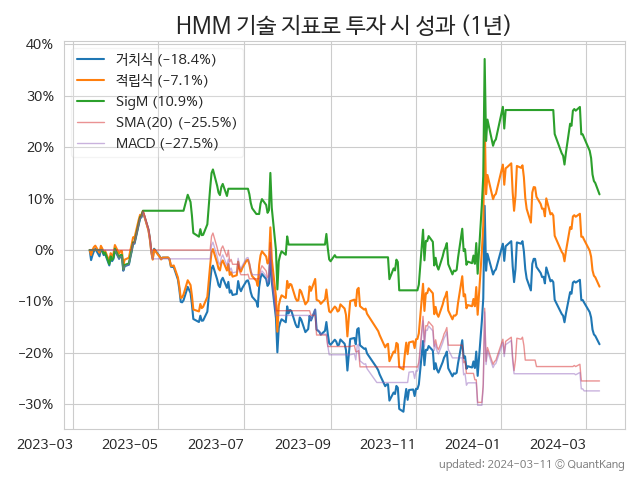 HMM 기술 지표로 투자 시 성과 (1년)
40%
30%
20%
10%
0%
−10%
−20%
−30%
거치식 (-18.4%)
적립식 (-7.1%)
SigM (10.9%)
SMA(20) (-25.5%)
MACD (-27.5%)
2023-03
2023-05
2023-07
2023-09
2023-11
2024-01
2024-03
updated: 2024-03-11 © QuantKang